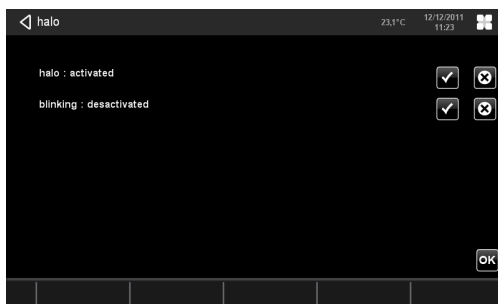 halo
23,1°C
12/12/2011
11:23
halo : activated
blinking : desactivated
OK